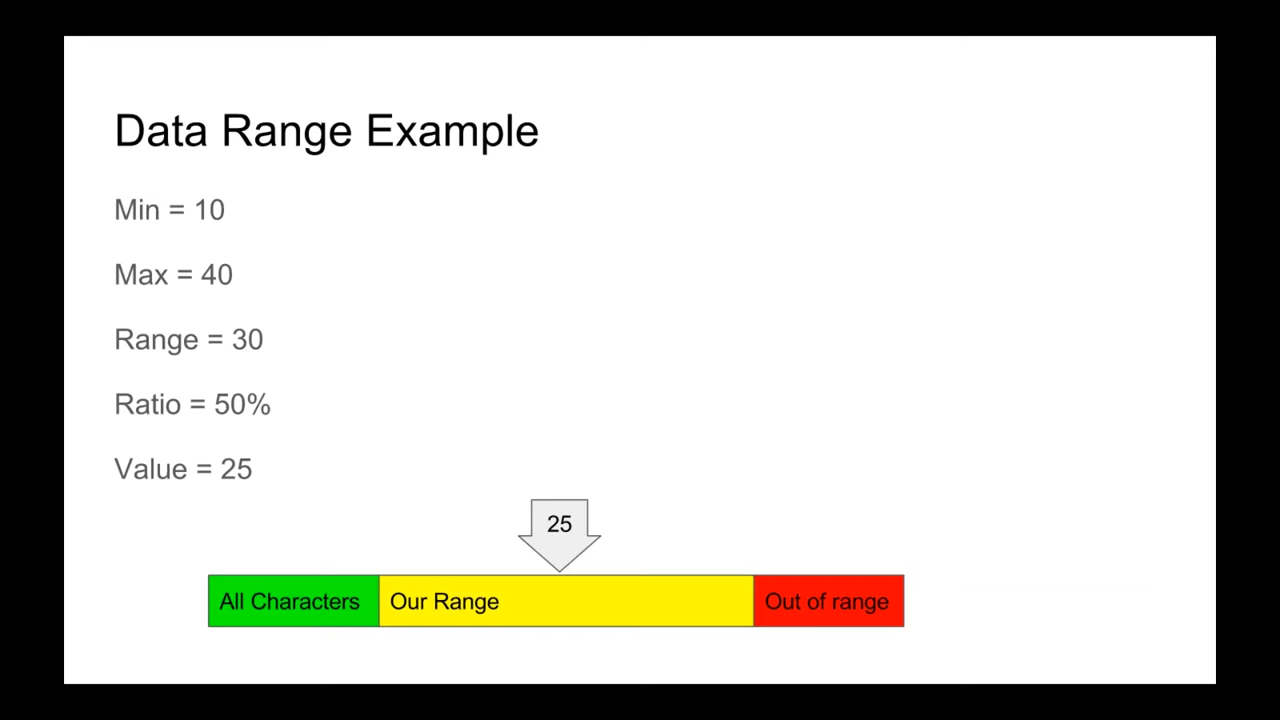 Data Range Example
Min = 10
Max = 40
Range = 30
Ratio = 50%
Value = 25
25
All Characters
Our Range
Out of range